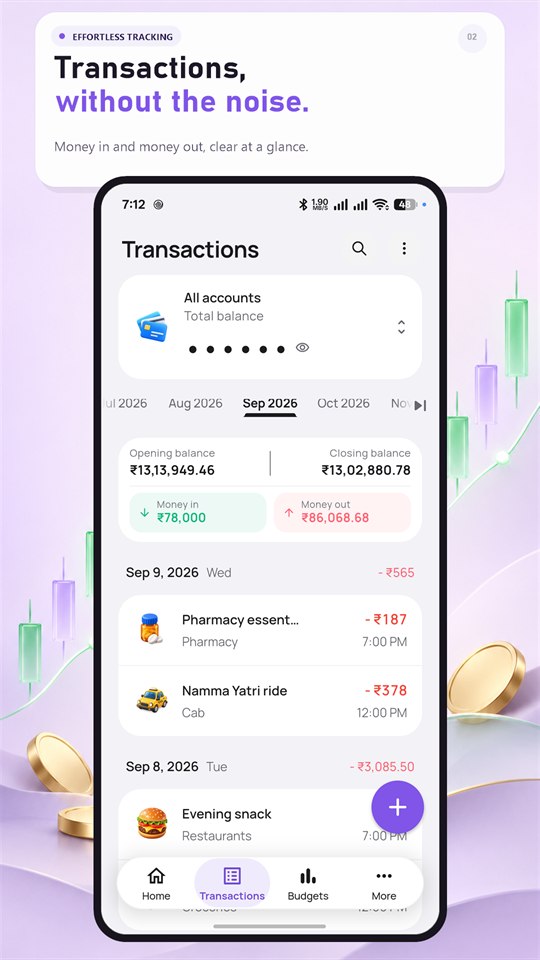 EFFORTLESS TRACKING
02
Transactions,
without the noise.
Money in and money out, clear at a glance.
7:12
1.90
MB/S
48
Transactions
All accounts
Total balance
Jul 2026 Aug 2026 Sep 2026 Oct 2026 Nov
Opening balance Closing balance
₹13,13,949.46 ₹13,02,880.78
Money in Money out
₹78,000 ₹86,068.68
Sep 9, 2026 Wed - ₹565
Pharmacy essent... - ₹187
Pharmacy 7:00 PM
Namma Yatri ride - ₹378
Cab 12:00 PM
Sep 8, 2026 Tue - ₹3,085.50
Evening snack
Restaurants 7:00 PM
Home Transactions Budgets More